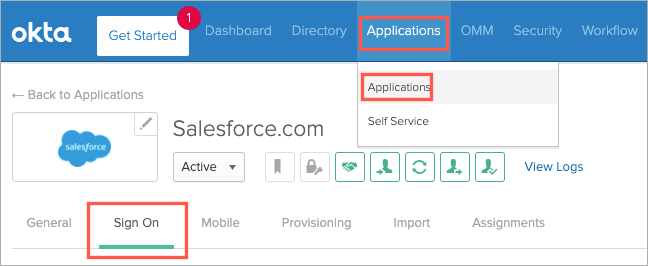 okta Get Started 1 Dashboard Directory Applications OMM Security Workflow
Applications
← Back to Applications
Self Service
salesforce
Salesforce.com
Active
View Logs
General Sign On Mobile Provisioning Import Assignments